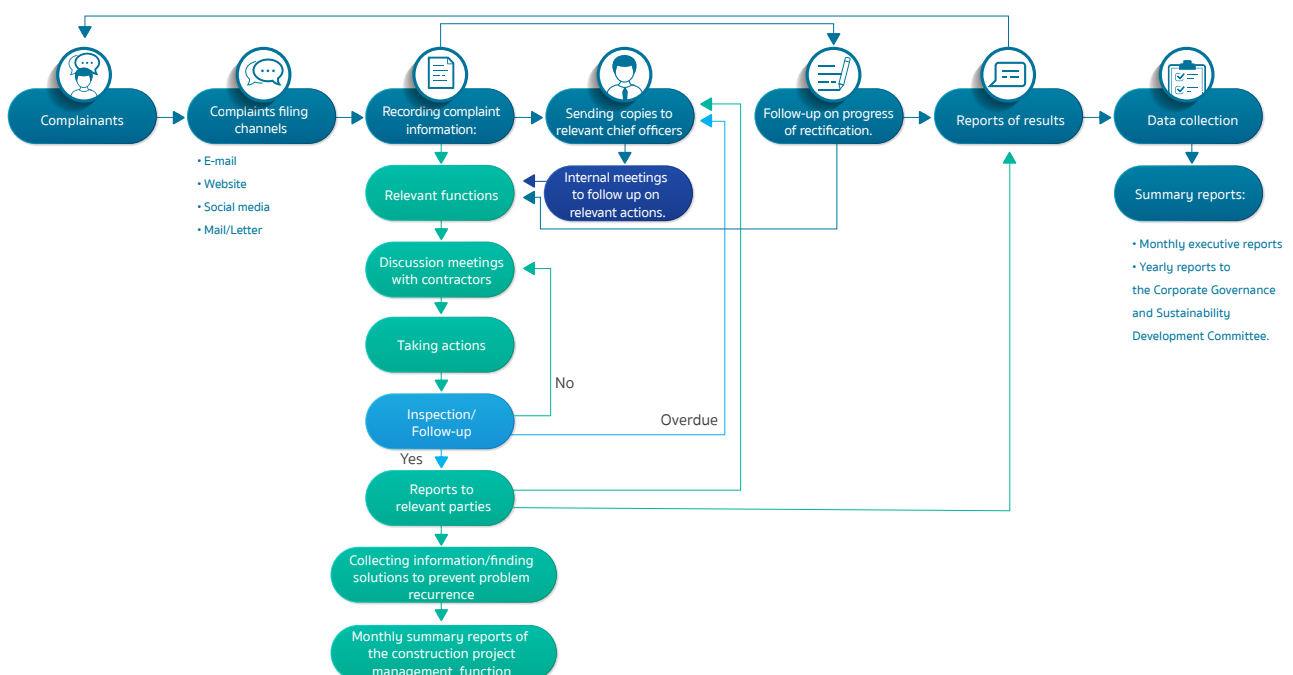 Complainants
Complaints filing
channels
Recording complaint
information:
Sending copies to
relevant chief officers
Follow-up on progress
of rectification.
Reports of results
Data collection
• E-mail
• Website
• Social media
• Mail/Letter
Relevant functions
Internal meetings
to follow up on
relevant actions.
Summary reports:
• Monthly executive reports
• Yearly reports to
the Corporate Governance
and Sustainability
Development Committee.
Discussion meetings
with contractors
Taking actions
No
Inspection/
Follow-up
Overdue
Yes
Reports to
relevant parties
Collecting information/finding
solutions to prevent problem
recurrence
Monthly summary reports of
the construction project
management function